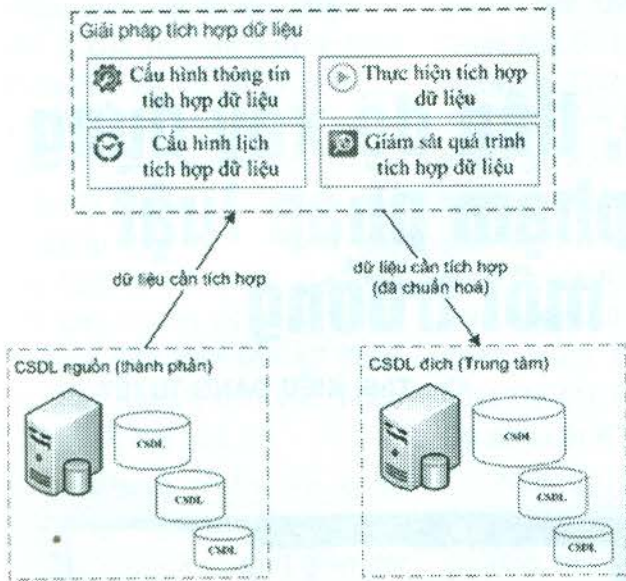 Giải pháp tích hợp dữ liệu
Cấu hình thông tin
tích hợp dữ liệu
Thực hiện tích hợp
dữ liệu
Cấu hình lịch
tích hợp dữ liệu
Giám sát quá trình
tích hợp dữ liệu
dữ liệu cần tích hợp
dữ liệu cần tích hợp
(đã chuẩn hoá)
CSDL nguồn (thành phần)
CSDL
CSDL
CSDL
CSDL đích (Trung tâm)
CSDL
CSDL
CSDL